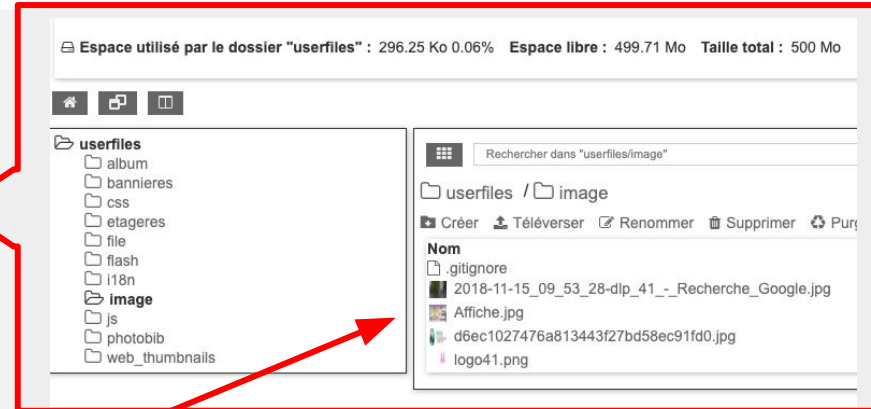 Espace utilisé par le dossier "userfiles" : 296.25 Ko 0.06% Espace libre : 499.71 Mo Taille total : 500 Mo
userfiles
album
bannieres
css
etageres
file
flash
i18n
image
js
photobib
web_thumbnails
Rechercher dans "userfiles/image"
userfiles / image
Créer Téléverser Renommer Supprimer Purg
Nom
.gitignore
2018-11-15_09_53_28-dlp_41_-_Recherche_Google.jpg
Affiche.jpg
d6ec1027476a813443f27bd58ec91fd0.jpg
logo41.png